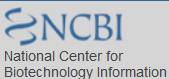 NCBI
National Center for
Biotechnology Information